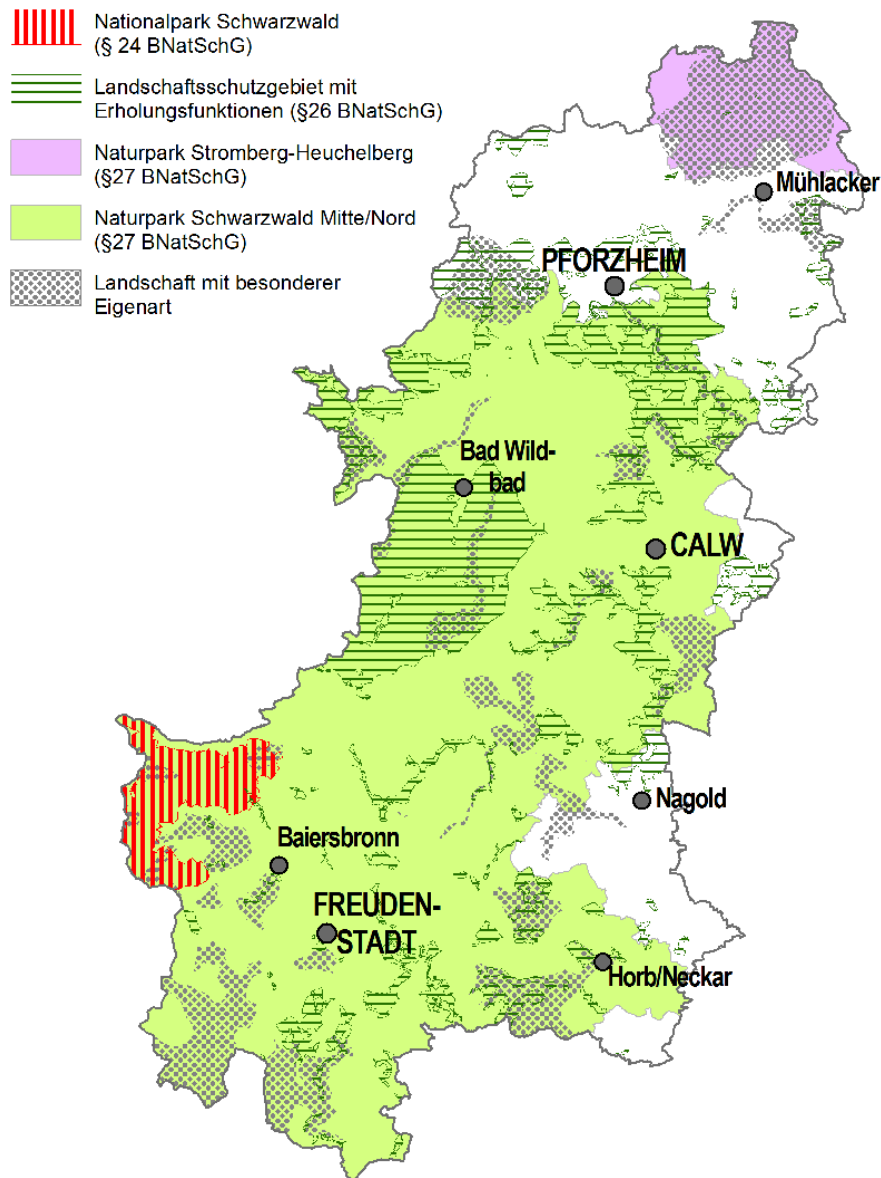 Nationalpark Schwarzwald
(§ 24 BNatSchG)
Landschaftsschutzgebiet mit
Erholungsfunktionen (§26 BNatSchG)
Naturpark Stromberg-Heuchelberg
(§27 BNatSchG)
Naturpark Schwarzwald Mitte/Nord
(§27 BNatSchG)
Landschaft mit besonderer
Eigenart
Mühlacker
PFORZHEIM
Bad Wild-
bad
CALW
Nagold
Baiersbronn
FREUDEN-
STADT
Horb/Neckar